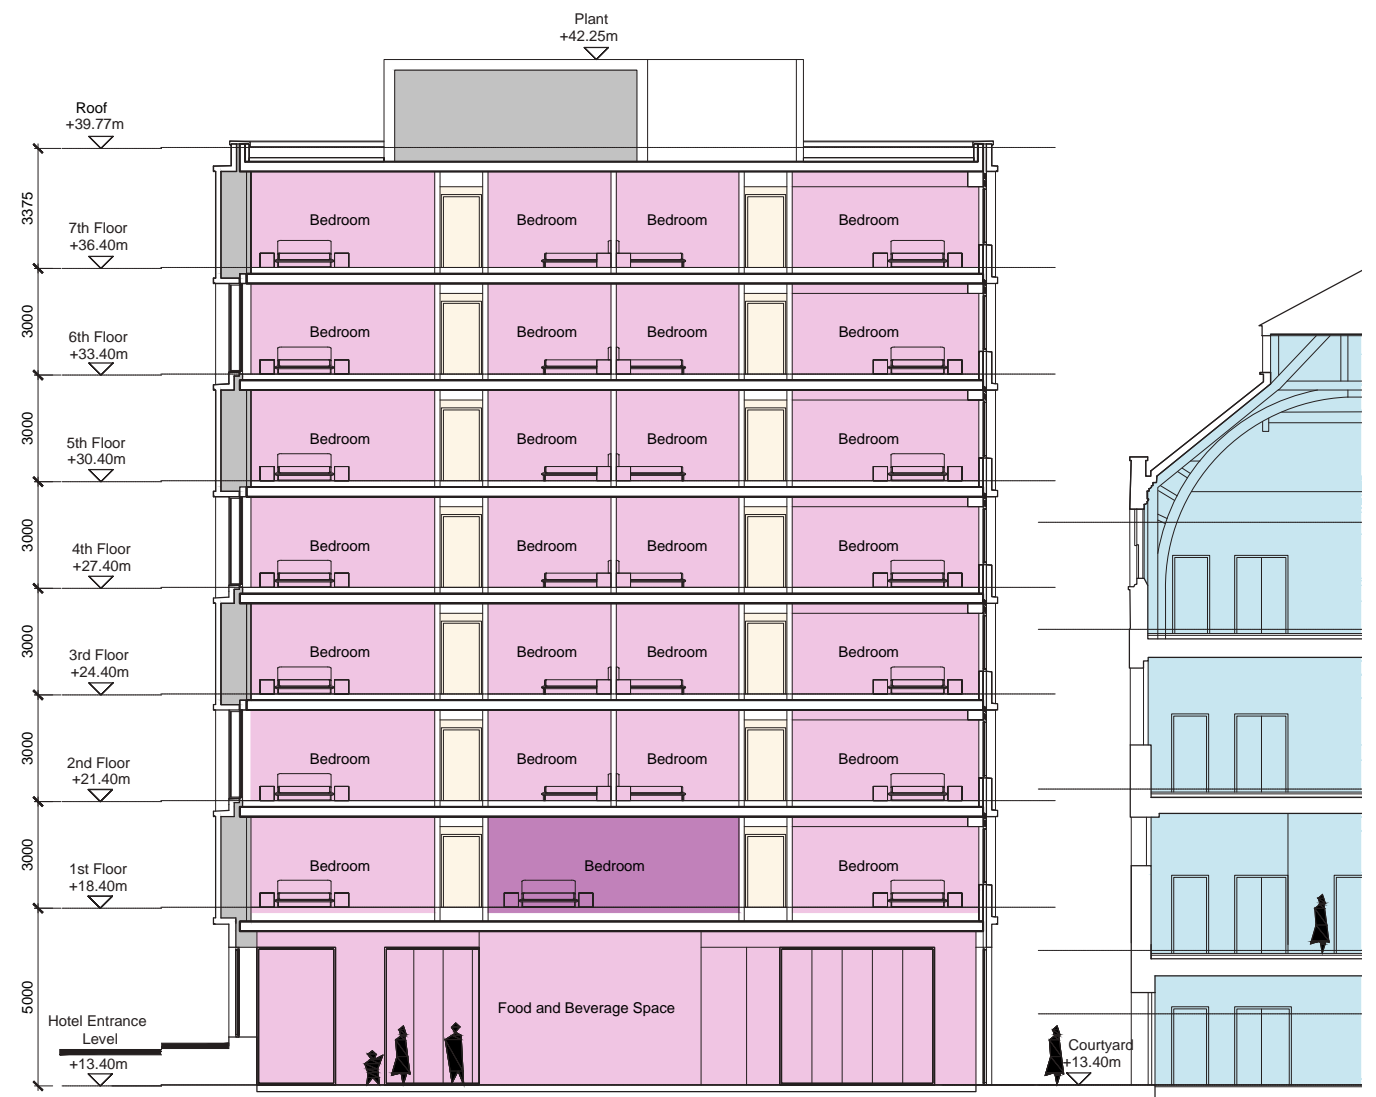 Plant
+42.25m
Roof
+39.77m
3375
7th Floor
+36.40m
Bedroom
Bedroom
Bedroom
Bedroom
3000
6th Floor
+33.40m
Bedroom
Bedroom
Bedroom
Bedroom
3000
5th Floor
+30.40m
Bedroom
Bedroom
Bedroom
Bedroom
3000
4th Floor
+27.40m
Bedroom
Bedroom
Bedroom
Bedroom
3000
3rd Floor
+24.40m
Bedroom
Bedroom
Bedroom
Bedroom
3000
2nd Floor
+21.40m
Bedroom
Bedroom
Bedroom
Bedroom
3000
1st Floor
+18.40m
Bedroom
Bedroom
Bedroom
5000
Hotel Entrance
Level
+13.40m
Food and Beverage Space
Courtyard
+13.40m